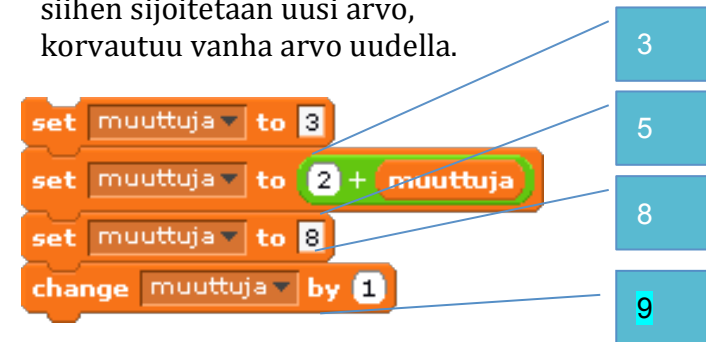 siihen sijoitetaan uusi arvo,
korvautuu vanha arvo uudella.
3
set muuttuja to 3
5
set muuttuja to 2 + muuttuja
8
set muuttuja to 8
change muuttuja by 1
9